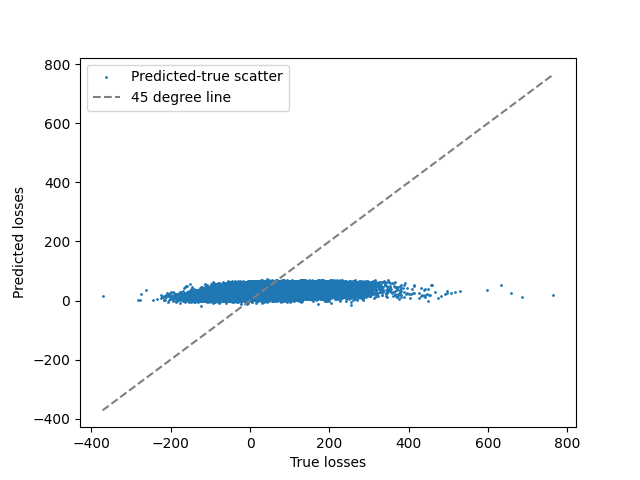 800
600
400
200
0
−200
−400
Predicted losses
Predicted-true scatter
45 degree line
−400 −200 0 200 400 600 800
True losses